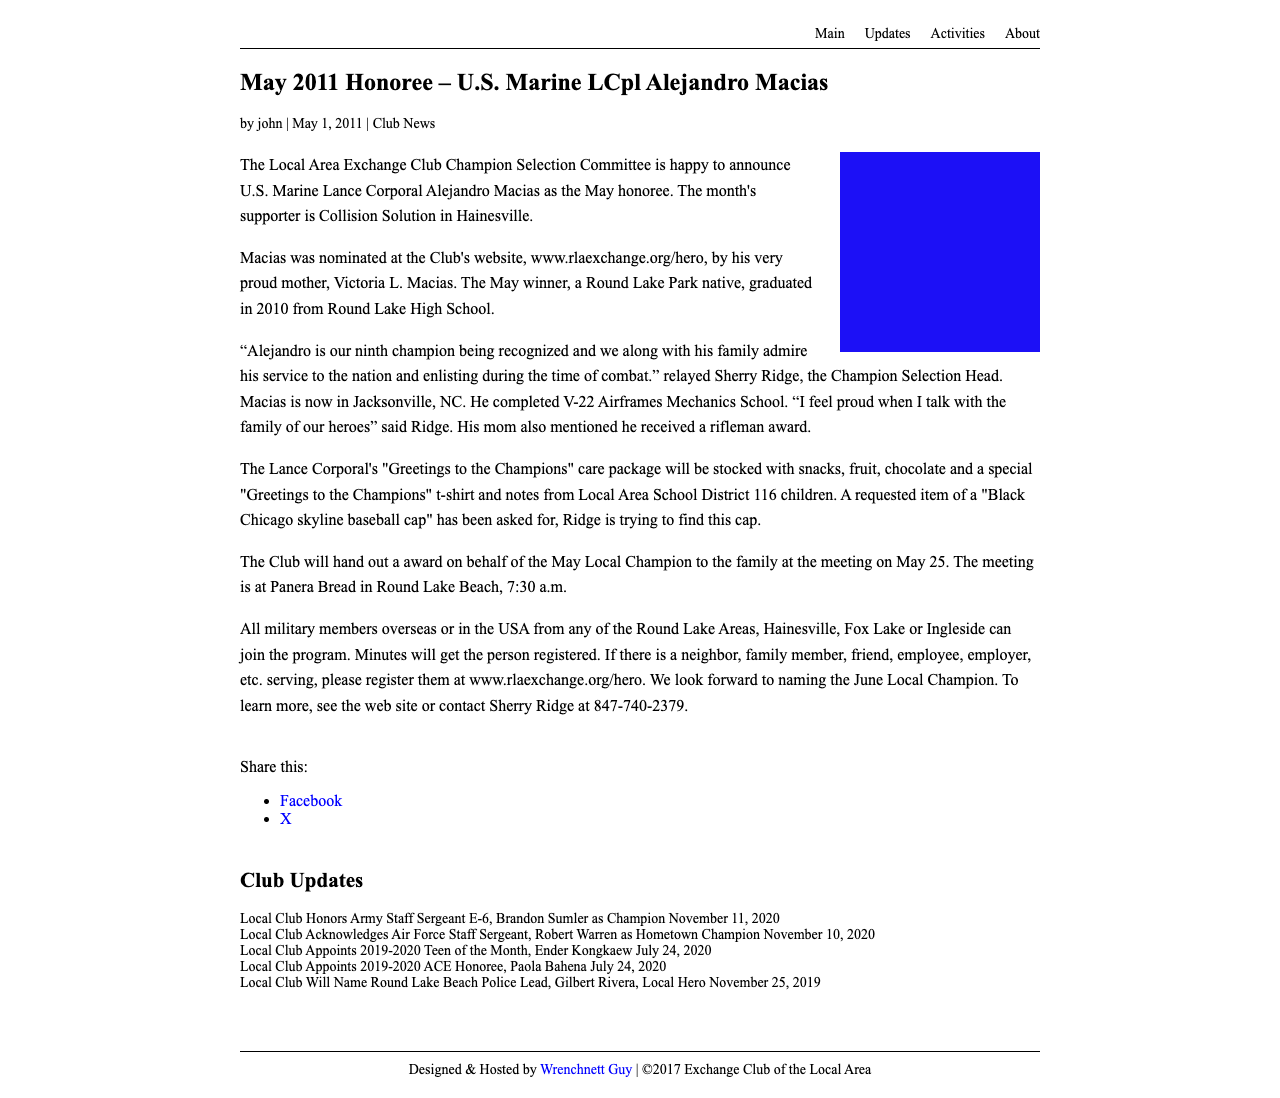 Main Updates Activities About
May 2011 Honoree – U.S. Marine LCpl Alejandro Macias
by john | May 1, 2011 | Club News
The Local Area Exchange Club Champion Selection Committee is happy to announce
U.S. Marine Lance Corporal Alejandro Macias as the May honoree. The month's
supporter is Collision Solution in Hainesville.
Macias was nominated at the Club's website, www.rlaexchange.org/hero, by his very
proud mother, Victoria L. Macias. The May winner, a Round Lake Park native, graduated
in 2010 from Round Lake High School.
“Alejandro is our ninth champion being recognized and we along with his family admire
his service to the nation and enlisting during the time of combat.” relayed Sherry Ridge, the Champion Selection Head.
Macias is now in Jacksonville, NC. He completed V-22 Airframes Mechanics School. “I feel proud when I talk with the
family of our heroes” said Ridge. His mom also mentioned he received a rifleman award.
The Lance Corporal's "Greetings to the Champions" care package will be stocked with snacks, fruit, chocolate and a special
"Greetings to the Champions" t-shirt and notes from Local Area School District 116 children. A requested item of a "Black
Chicago skyline baseball cap" has been asked for, Ridge is trying to find this cap.
The Club will hand out a award on behalf of the May Local Champion to the family at the meeting on May 25. The meeting
is at Panera Bread in Round Lake Beach, 7:30 a.m.
All military members overseas or in the USA from any of the Round Lake Areas, Hainesville, Fox Lake or Ingleside can
join the program. Minutes will get the person registered. If there is a neighbor, family member, friend, employee, employer,
etc. serving, please register them at www.rlaexchange.org/hero. We look forward to naming the June Local Champion. To
learn more, see the web site or contact Sherry Ridge at 847-740-2379.
Share this:
• Facebook
• X
Club Updates
Local Club Honors Army Staff Sergeant E-6, Brandon Sumler as Champion November 11, 2020
Local Club Acknowledges Air Force Staff Sergeant, Robert Warren as Hometown Champion November 10, 2020
Local Club Appoints 2019-2020 Teen of the Month, Ender Kongkaew July 24, 2020
Local Club Appoints 2019-2020 ACE Honoree, Paola Bahena July 24, 2020
Local Club Will Name Round Lake Beach Police Lead, Gilbert Rivera, Local Hero November 25, 2019
Designed & Hosted by Wrenchnett Guy | ©2017 Exchange Club of the Local Area